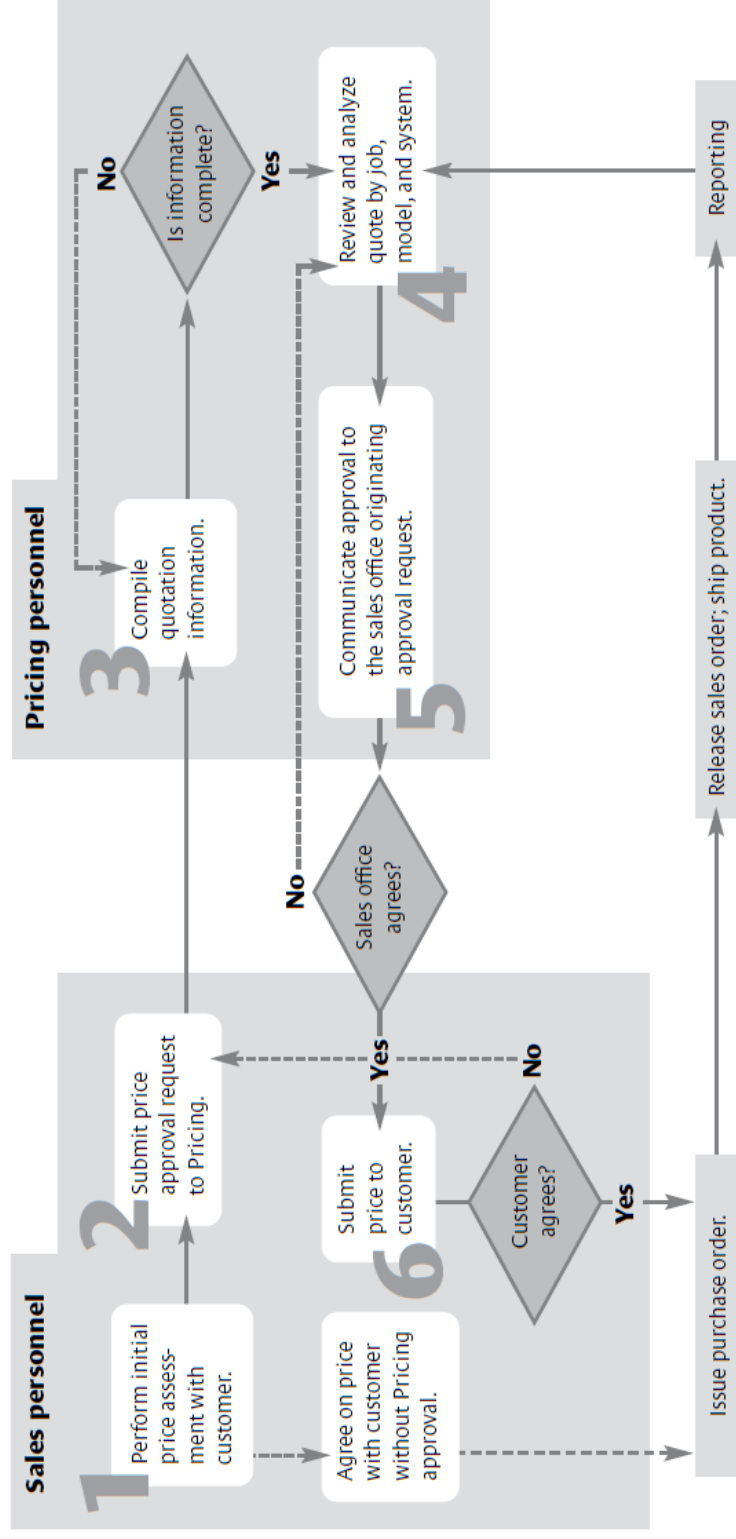 Sales personnel
Pricing personnel
1
Perform initial
price assess-
ment with
customer.
2
Submit price
approval request
to Pricing.
3
Compile
quotation
information.
No
Is information
complete?
Yes
Agree on price
with customer
without Pricing
approval.
6
Submit
price to
customer.
Yes
No
Sales office
agrees?
5
Communicate approval to
the sales office originating
approval request.
4
Review and analyze
quote by job,
model, and system.
Customer
agrees?
No
Yes
Issue purchase order.
Release sales order; ship product.
Reporting